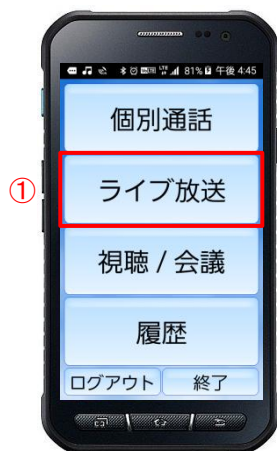 81% 午後 4:45
個別通話
① ライブ放送
視聴 / 会議
履歴
ログアウト 終了